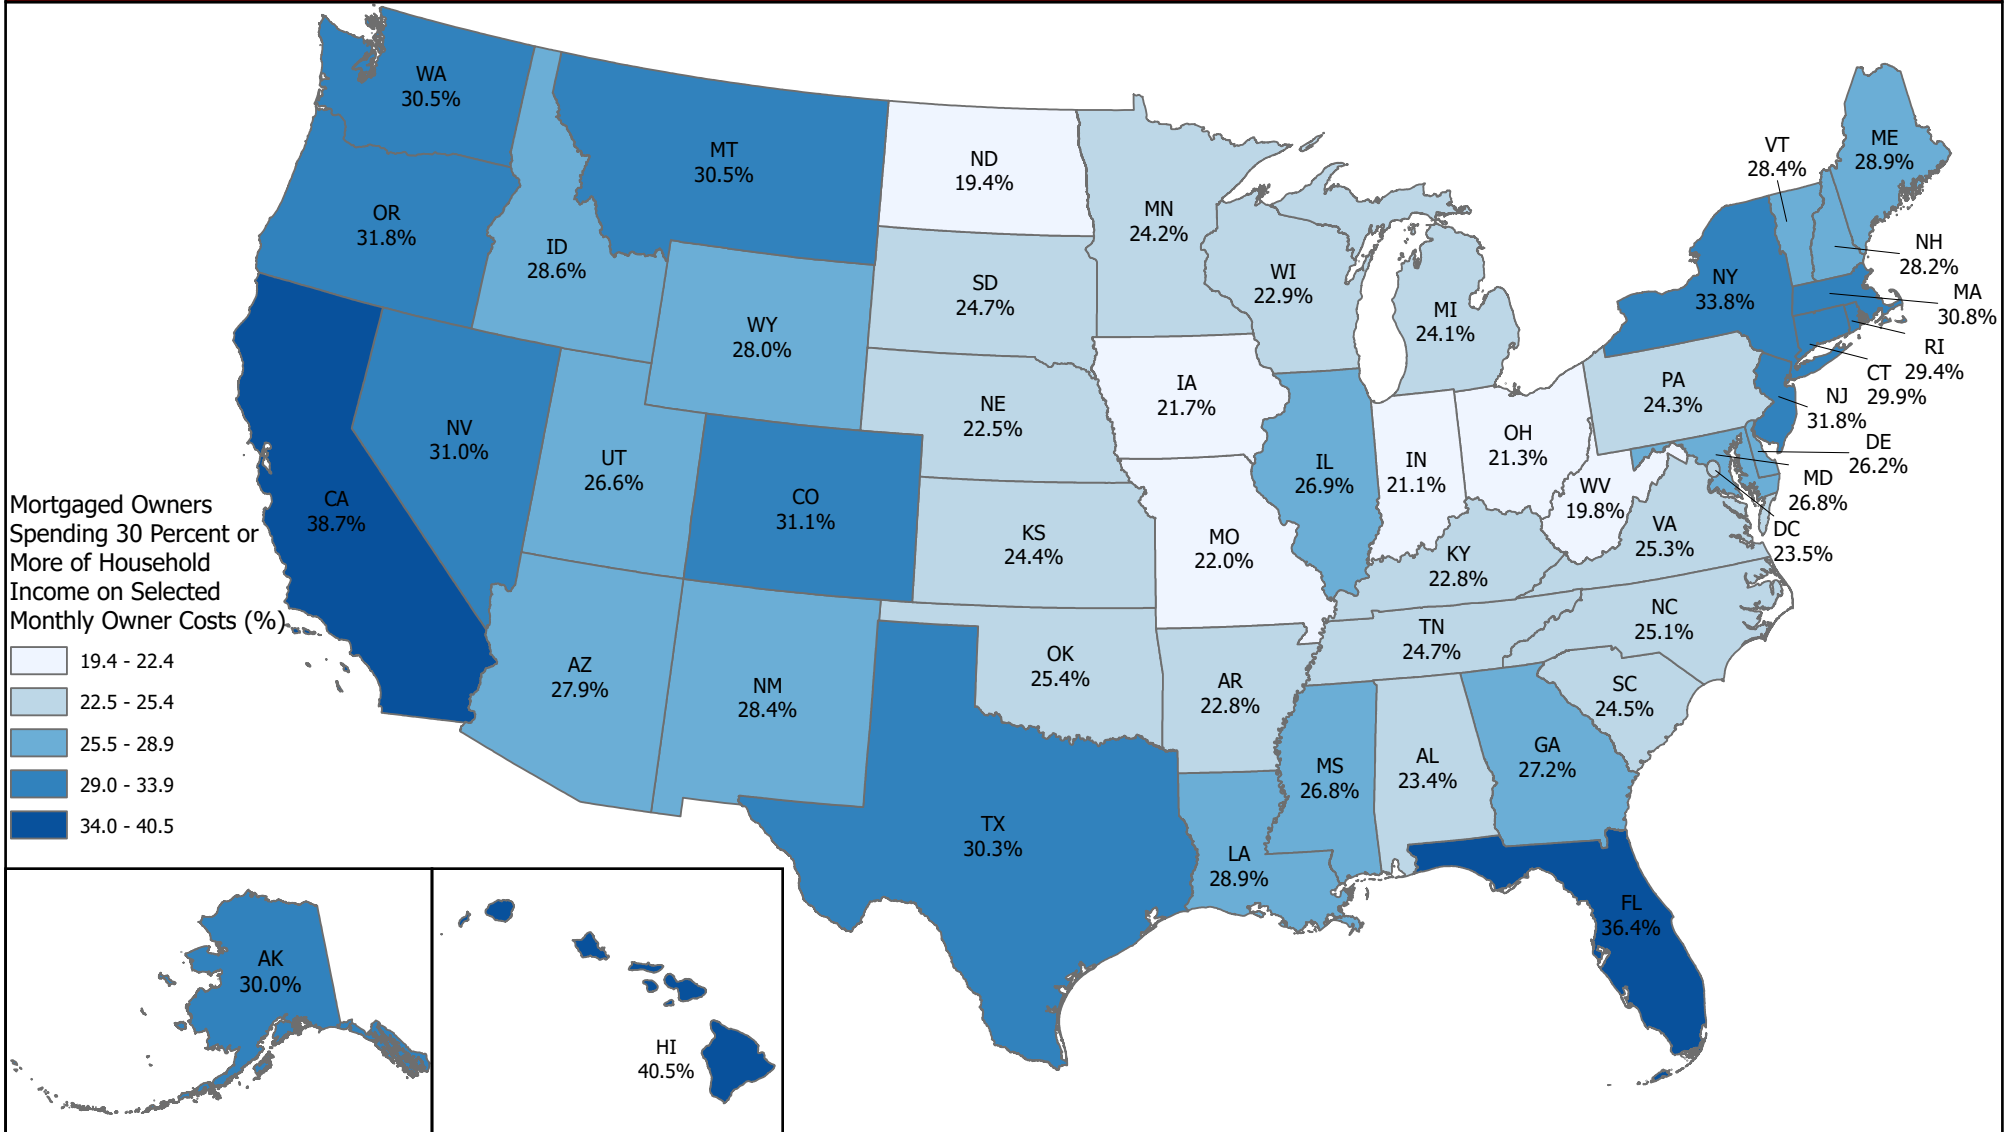 WA
30.5%
MT
30.5%
ND
19.4%
OR
31.8%
ID
28.6%
MN
24.2%
VT
28.4%
ME
28.9%
NH
28.2%
MA
30.8%
RI
29.4%
CT
29.9%
NY
33.8%
WI
22.9%
SD
24.7%
MI
24.1%
WY
28.0%
IA
21.7%
PA
24.3%
NJ
31.8%
NE
22.5%
NV
31.0%
UT
26.6%
CO
31.1%
IL
26.9%
IN
21.1%
OH
21.3%
WV
19.8%
DE
26.2%
MD
26.8%
DC
23.5%
CA
38.7%
KS
24.4%
MO
22.0%
KY
22.8%
VA
25.3%
NC
25.1%
TN
24.7%
SC
24.5%
AZ
27.9%
NM
28.4%
OK
25.4%
AR
22.8%
MS
26.8%
AL
23.4%
GA
27.2%
TX
30.3%
LA
28.9%
FL
36.4%
Mortgaged Owners
Spending 30 Percent or
More of Household
Income on Selected
Monthly Owner Costs (%)
19.4 - 22.4
22.5 - 25.4
25.5 - 28.9
29.0 - 33.9
34.0 - 40.5
AK
30.0%
HI
40.5%